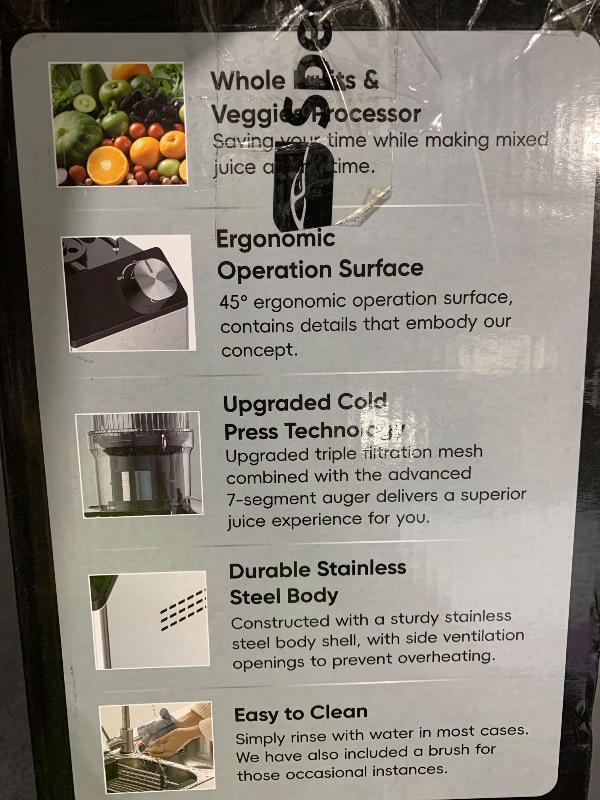 Whole Fruits &
Veggies Processor
Saving your time while making mixed
juice a time.
Ergonomic
Operation Surface
45° ergonomic operation surface,
contains details that embody our
concept.
Upgraded Cold
Press Technology
Upgraded triple filtration mesh
combined with the advanced
7-segment auger delivers a superior
juice experience for you.
Durable Stainless
Steel Body
Constructed with a sturdy stainless
steel body shell, with side ventilation
openings to prevent overheating.
Easy to Clean
Simply rinse with water in most cases.
We have also included a brush for
those occasional instances.